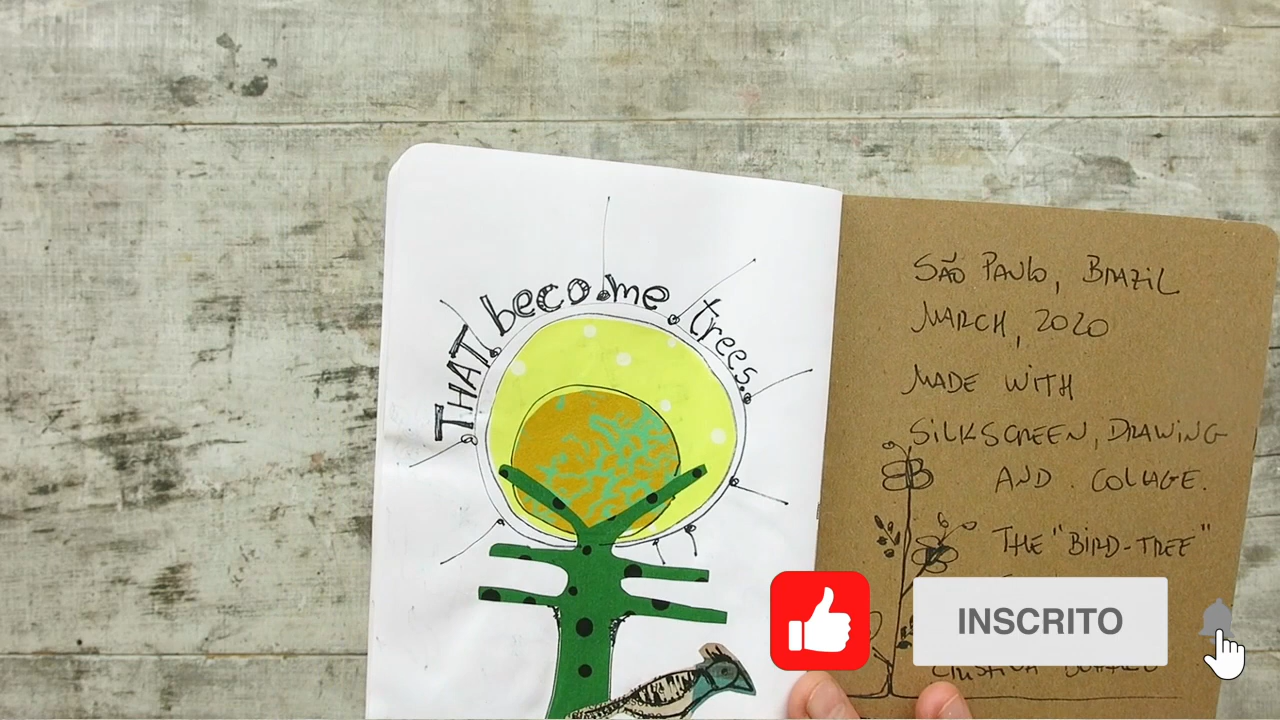 THAT become trees.
SÃO PAULO, BRAZIL
MARCH, 2020
MADE WITH
SILKSCREEN, DRAWING
AND . COLLAGE.
THE "BIRD-TREE"
INSCRITO